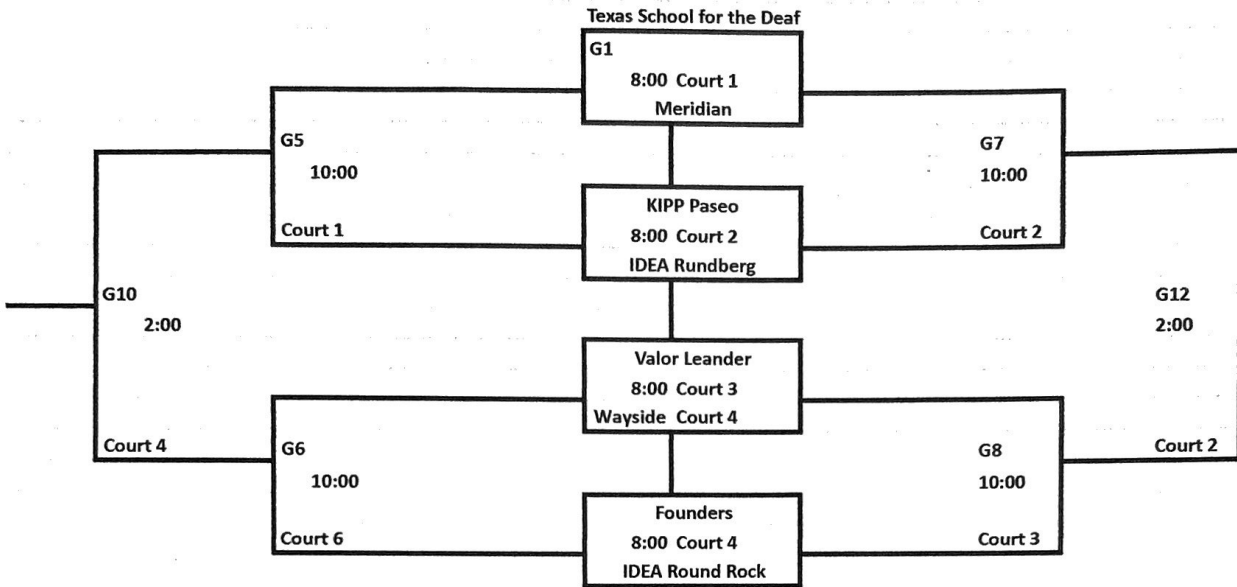 Texas School for the Deaf
G1
8:00 Court 1
Meridian
G5
10:00
Court 1
G7
10:00
Court 2
KIPP Paseo
8:00 Court 2
IDEA Rundberg
G10
2:00
Court 4
G12
2:00
Court 2
Valor Leander
8:00 Court 3
Wayside Court 4
G6
10:00
Court 6
G8
10:00
Court 3
Founders
8:00 Court 4
IDEA Round Rock